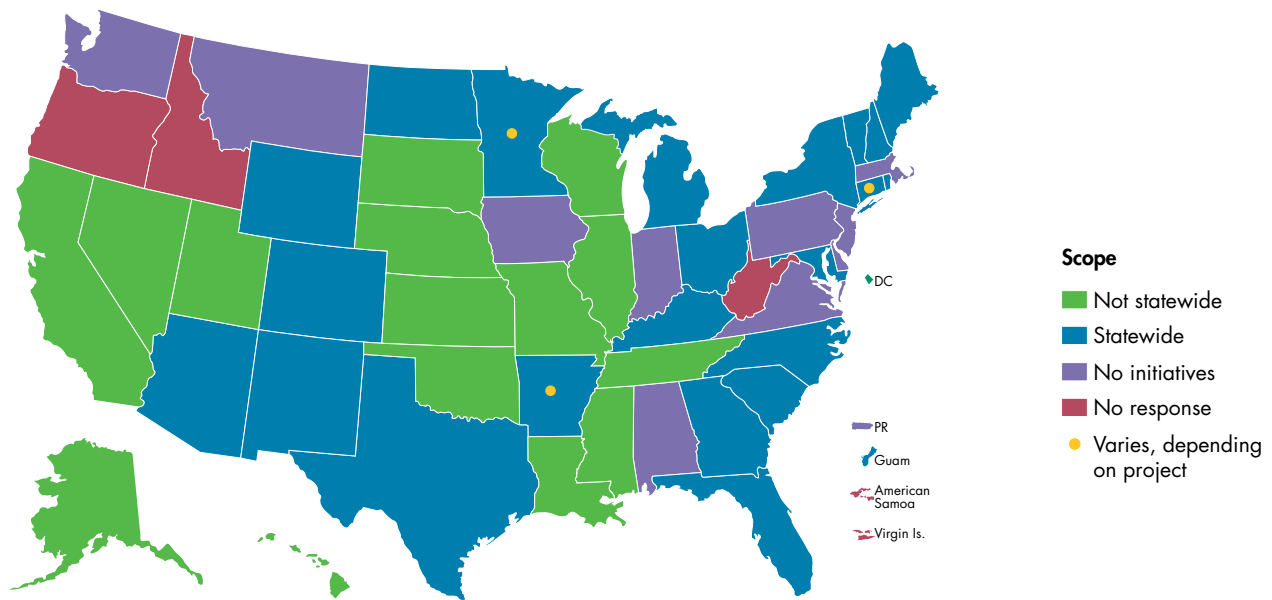 DC
PR
Guam
American
Samoa
Virgin Is.
Scope
Not statewide
Statewide
No initiatives
No response
Varies, depending
on project